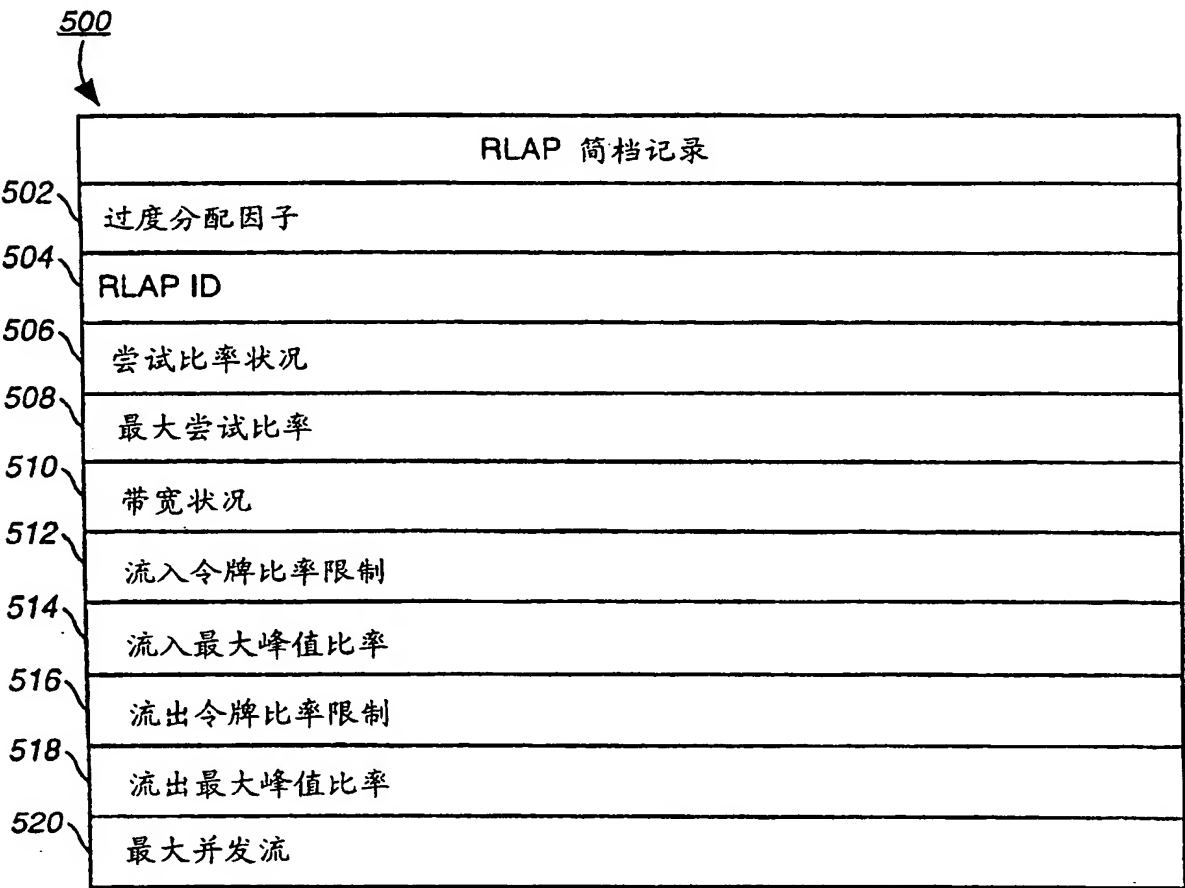 500
RLAP 简档记录
502
过度分配因子
504
RLAP ID
506
尝试比率状况
508
最大尝试比率
510
带宽状况
512
流入令牌比率限制
514
流入最大峰值比率
516
流出令牌比率限制
518
流出最大峰值比率
520
最大并发流